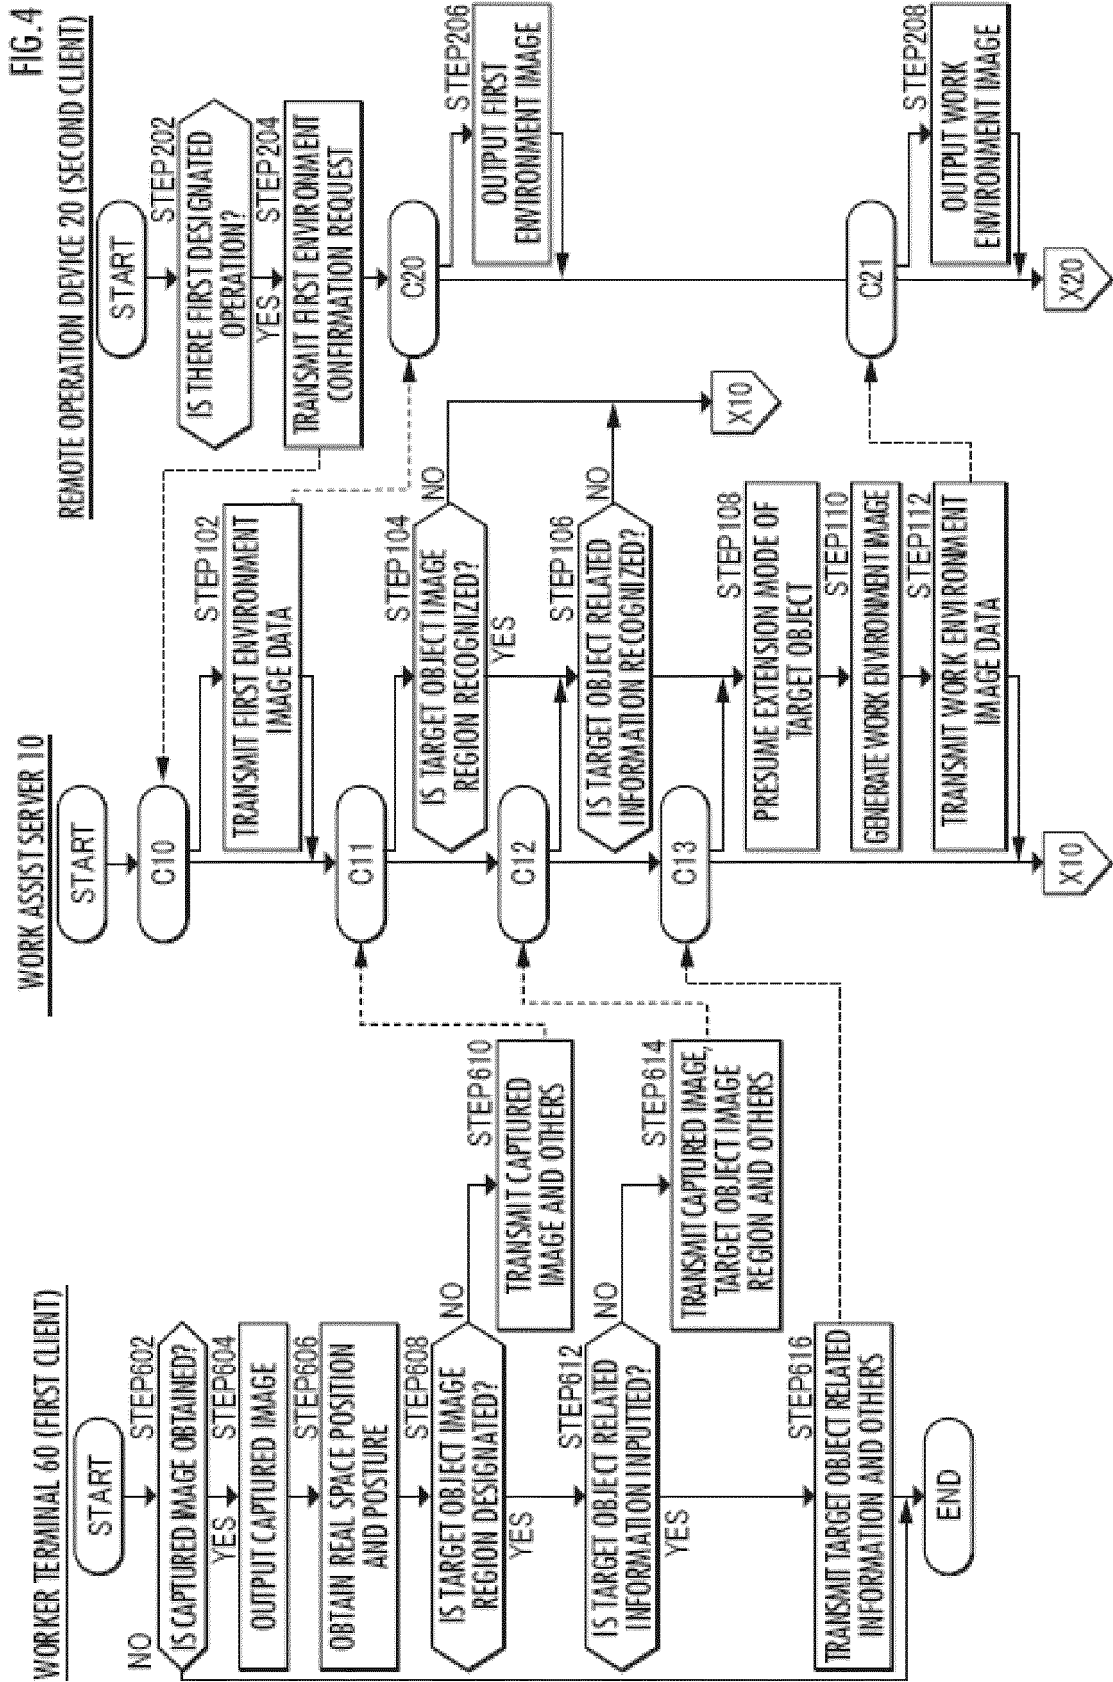 FIG.4
WORKER TERMINAL 60 (FIRST CLIENT)
START
STEP602
IS CAPTURED IMAGE OBTAINED?
NO
YES
STEP604
OUTPUT CAPTURED IMAGE
STEP606
OBTAIN REAL SPACE POSITION
AND POSTURE
STEP608
IS TARGET OBJECT IMAGE
REGION DESIGNATED?
NO
YES
STEP610
TRANSMIT CAPTURED
IMAGE AND OTHERS
STEP612
IS TARGET OBJECT RELATED
INFORMATION INPUTTED?
NO
YES
STEP614
TRANSMIT CAPTURED IMAGE,
TARGET OBJECT IMAGE
REGION AND OTHERS
STEP616
TRANSMIT TARGET OBJECT RELATED
INFORMATION AND OTHERS
END
WORK ASSIST SERVER 10
START
C10
STEP102
TRANSMIT FIRST ENVIRONMENT
IMAGE DATA
C11
STEP104
IS TARGET OBJECT IMAGE
REGION RECOGNIZED?
NO
YES
C12
STEP106
IS TARGET OBJECT RELATED
INFORMATION RECOGNIZED?
NO
X10
C13
STEP108
PRESUME EXTENSION MODE OF
TARGET OBJECT
STEP110
GENERATE WORK ENVIRONMENT IMAGE
STEP112
TRANSMIT WORK ENVIRONMENT
IMAGE DATA
X10
REMOTE OPERATION DEVICE 20 (SECOND CLIENT)
START
STEP202
IS THERE FIRST DESIGNATED
OPERATION?
YES
STEP204
TRANSMIT FIRST ENVIRONMENT
CONFIRMATION REQUEST
C20
STEP206
OUTPUT FIRST
ENVIRONMENT IMAGE
C21
STEP208
OUTPUT WORK
ENVIRONMENT IMAGE
X20